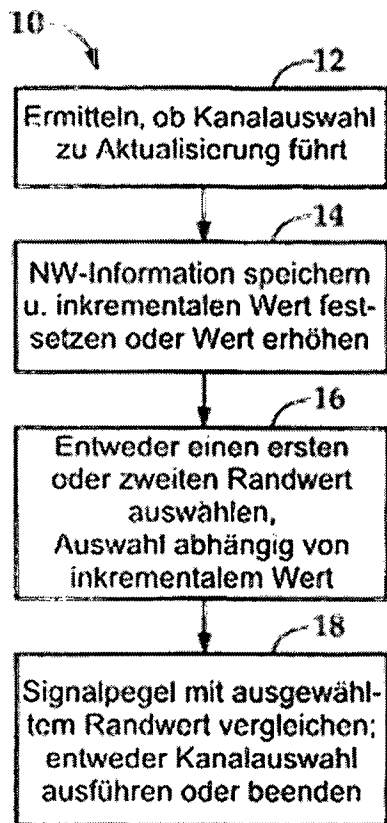 10
12
Ermitteln, ob Kanalauswahl
zu Aktualisierung führt
14
NW-Information speichern
u. inkrementalen Wert fest-
setzen oder Wert erhöhen
16
Entweder einen ersten
oder zweiten Randwert
auswählen,
Auswahl abhängig von
inkrementalem Wert
18
Signalpegel mit ausgewähl-
tem Randwert vergleichen;
entweder Kanalauswahl
ausführen oder beenden